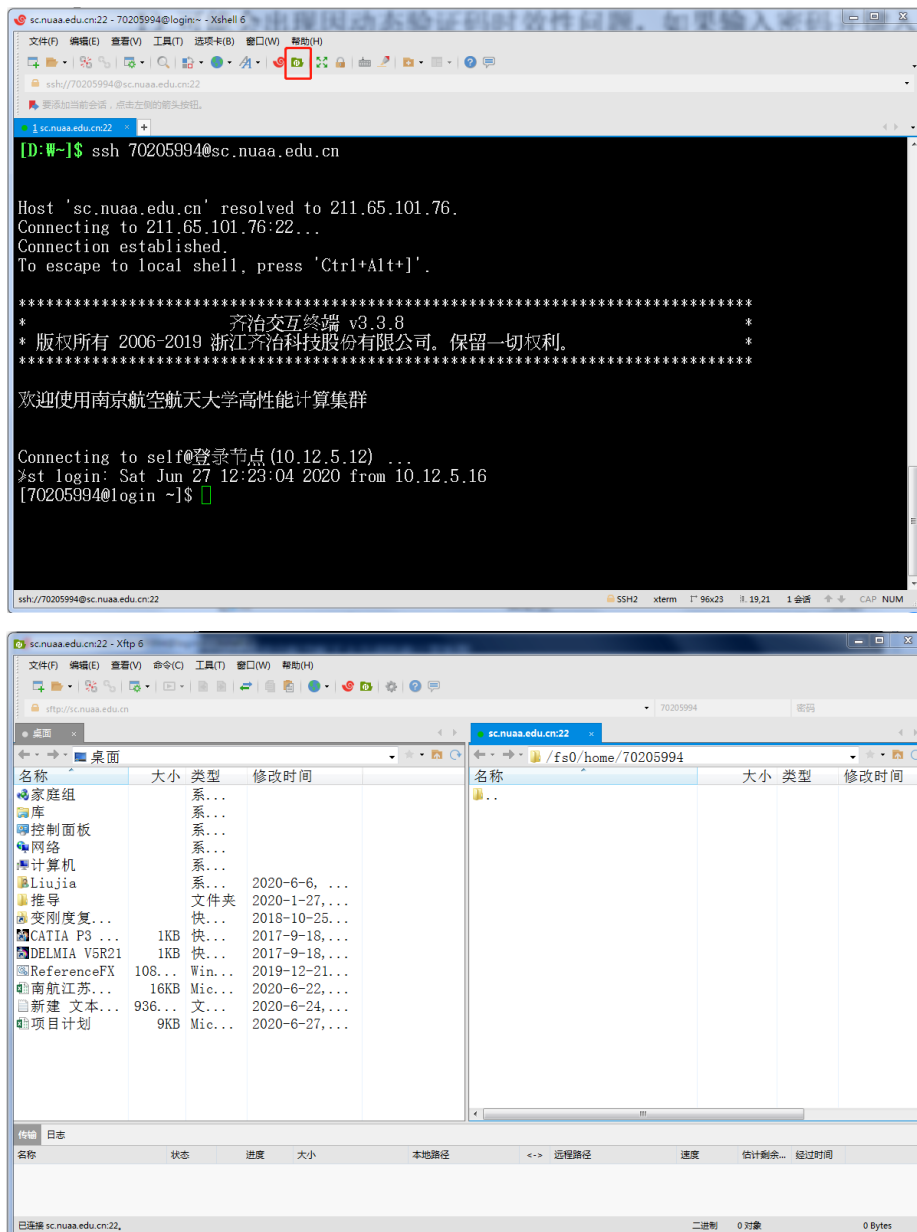 sc.nuaa.edu.cn:22 - 70205994@login:~ - Xshell 6
文件(F) 编辑(E) 查看(V) 工具(T) 选项卡(B) 窗口(W) 帮助(H)
ssh://70205994@sc.nuaa.edu.cn:22
要添加当前会话，点击左侧的箭头按钮。
1 sc.nuaa.edu.cn:22 × +
[D:\~]$ ssh 70205994@sc.nuaa.edu.cn
Host 'sc.nuaa.edu.cn' resolved to 211.65.101.76.
Connecting to 211.65.101.76:22...
Connection established.
To escape to local shell, press 'Ctrl+Alt+]'.
********************************************************************************
* 齐治交互终端 v3.3.8 *
* 版权所有 2006-2019 浙江齐治科技股份有限公司。保留一切权利。 *
********************************************************************************
欢迎使用南京航空航天大学高性能计算集群
Connecting to self@登录节点(10.12.5.12) ...
st login: Sat Jun 27 12:23:04 2020 from 10.12.5.16
[70205994@login ~]$
ssh://70205994@sc.nuaa.edu.cn:22 SSH2 xterm 96x23 19,21 1 会话 CAP NUM
sc.nuaa.edu.cn:22 - Xftp 6
文件(F) 编辑(E) 查看(V) 命令(C) 工具(T) 窗口(W) 帮助(H)
sftp://sc.nuaa.edu.cn 70205994 密码
桌面 × sc.nuaa.edu.cn:22 ×
桌面 /fs0/home/70205994
名称 大小 类型 修改时间 名称 大小 类型 修改时间
家庭组 系... ..
库 系...
控制面板 系...
网络 系...
计算机 系...
Liujia 系... 2020-6-6, ...
推导 文件夹 2020-1-27,...
变刚度复... 快... 2018-10-25...
CATIA P3 ... 1KB 快... 2017-9-18,...
DELMIA V5R21 1KB 快... 2017-9-18,...
ReferenceFX 108... Win... 2019-12-21...
南航江苏... 16KB Mic... 2020-6-22,...
新建 文本... 936... 文... 2020-6-24,...
项目计划 9KB Mic... 2020-6-27,...
传输 日志
名称 状态 进度 大小 本地路径 <-> 远程路径 速度 估计剩余... 经过时间
已连接 sc.nuaa.edu.cn:22。 二进制 0 对象 0 Bytes